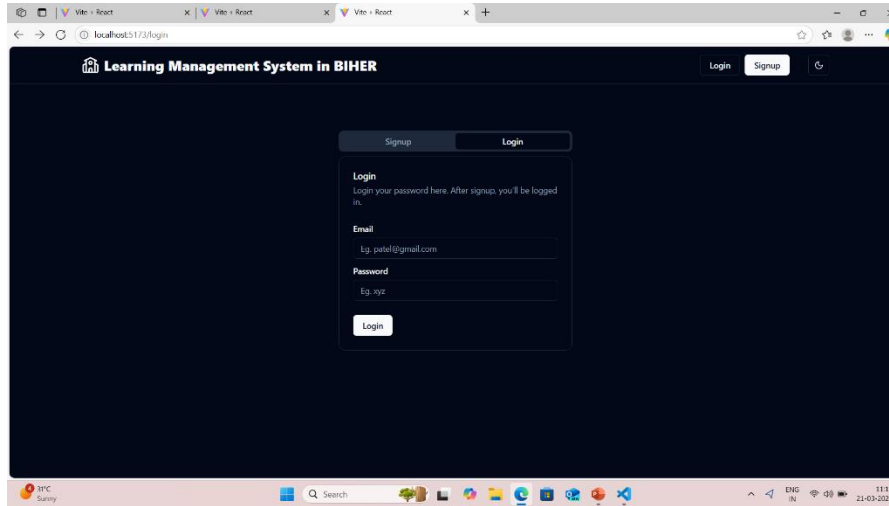 Vite + React
Vite + React
Vite + React
localhost:5173/login
Learning Management System in BIHER
Login
Signup
Signup
Login
Login
Login your password here. After signup, you'll be logged
in.
Email
Eg. patel@gmail.com
Password
Eg. xyz
Login
4
31°C
Sunny
Search
ENG
IN
21-03-202